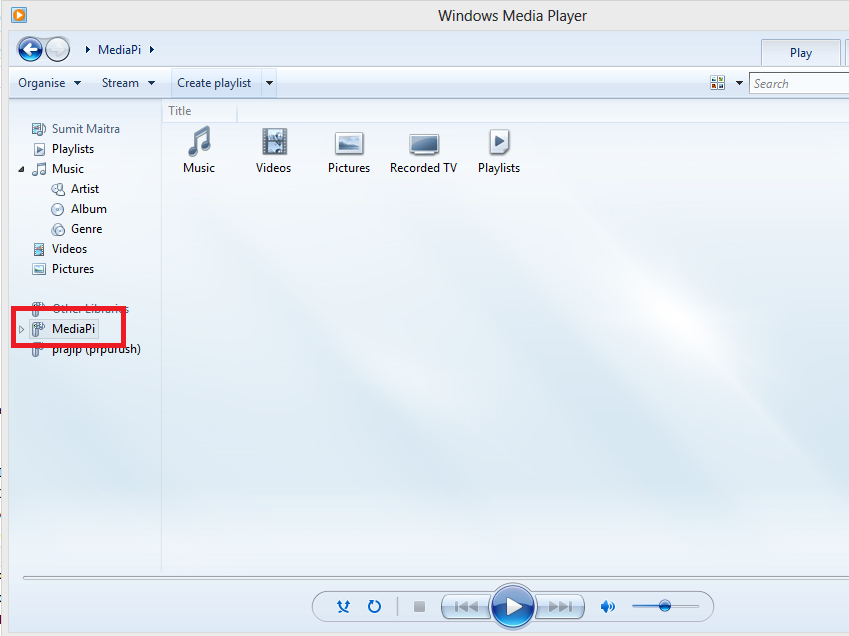 Windows Media Player
MediaPi
Play
Organise
Stream
Create playlist
Search
Title
Sumit Maitra
Playlists
Music
Artist
Album
Genre
Videos
Pictures
Other Libraries
MediaPi
prajip (prpurush)
Music
Videos
Pictures
Recorded TV
Playlists